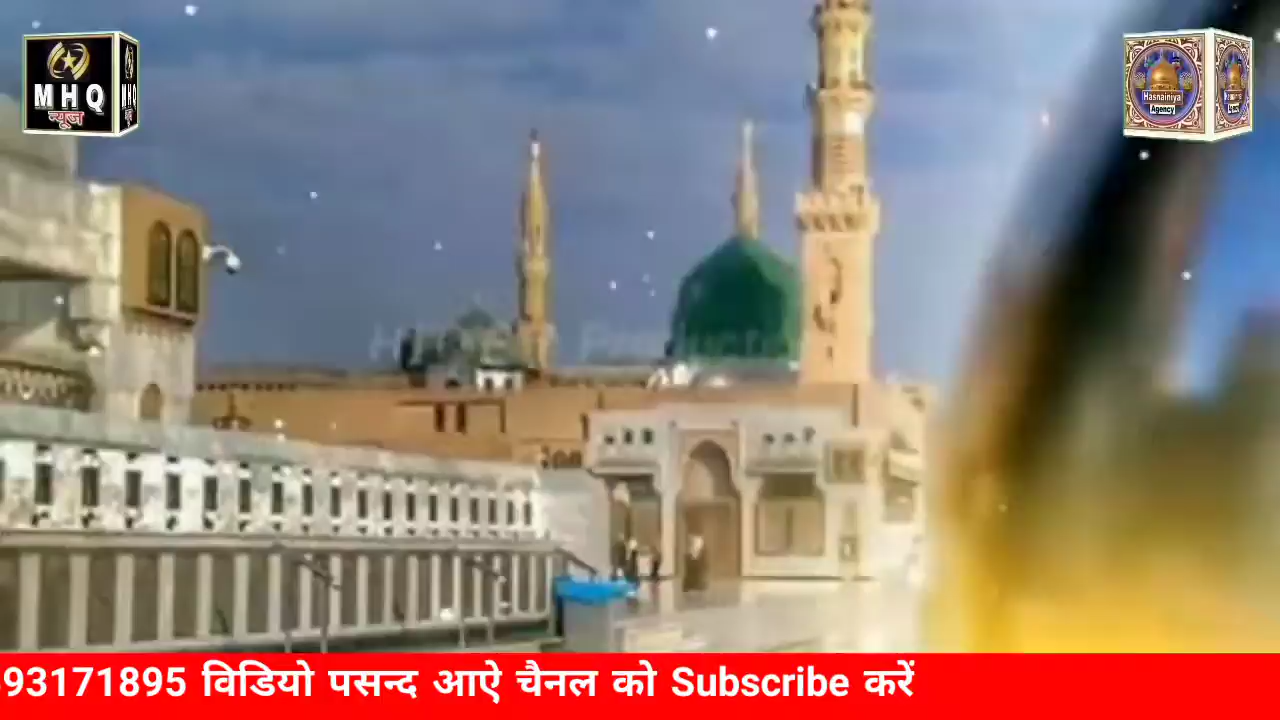 MHQ
न्यूज
Hasnainiya
Agency
93171895 विडियो पसन्द आऐ चैनल को Subscribe करें